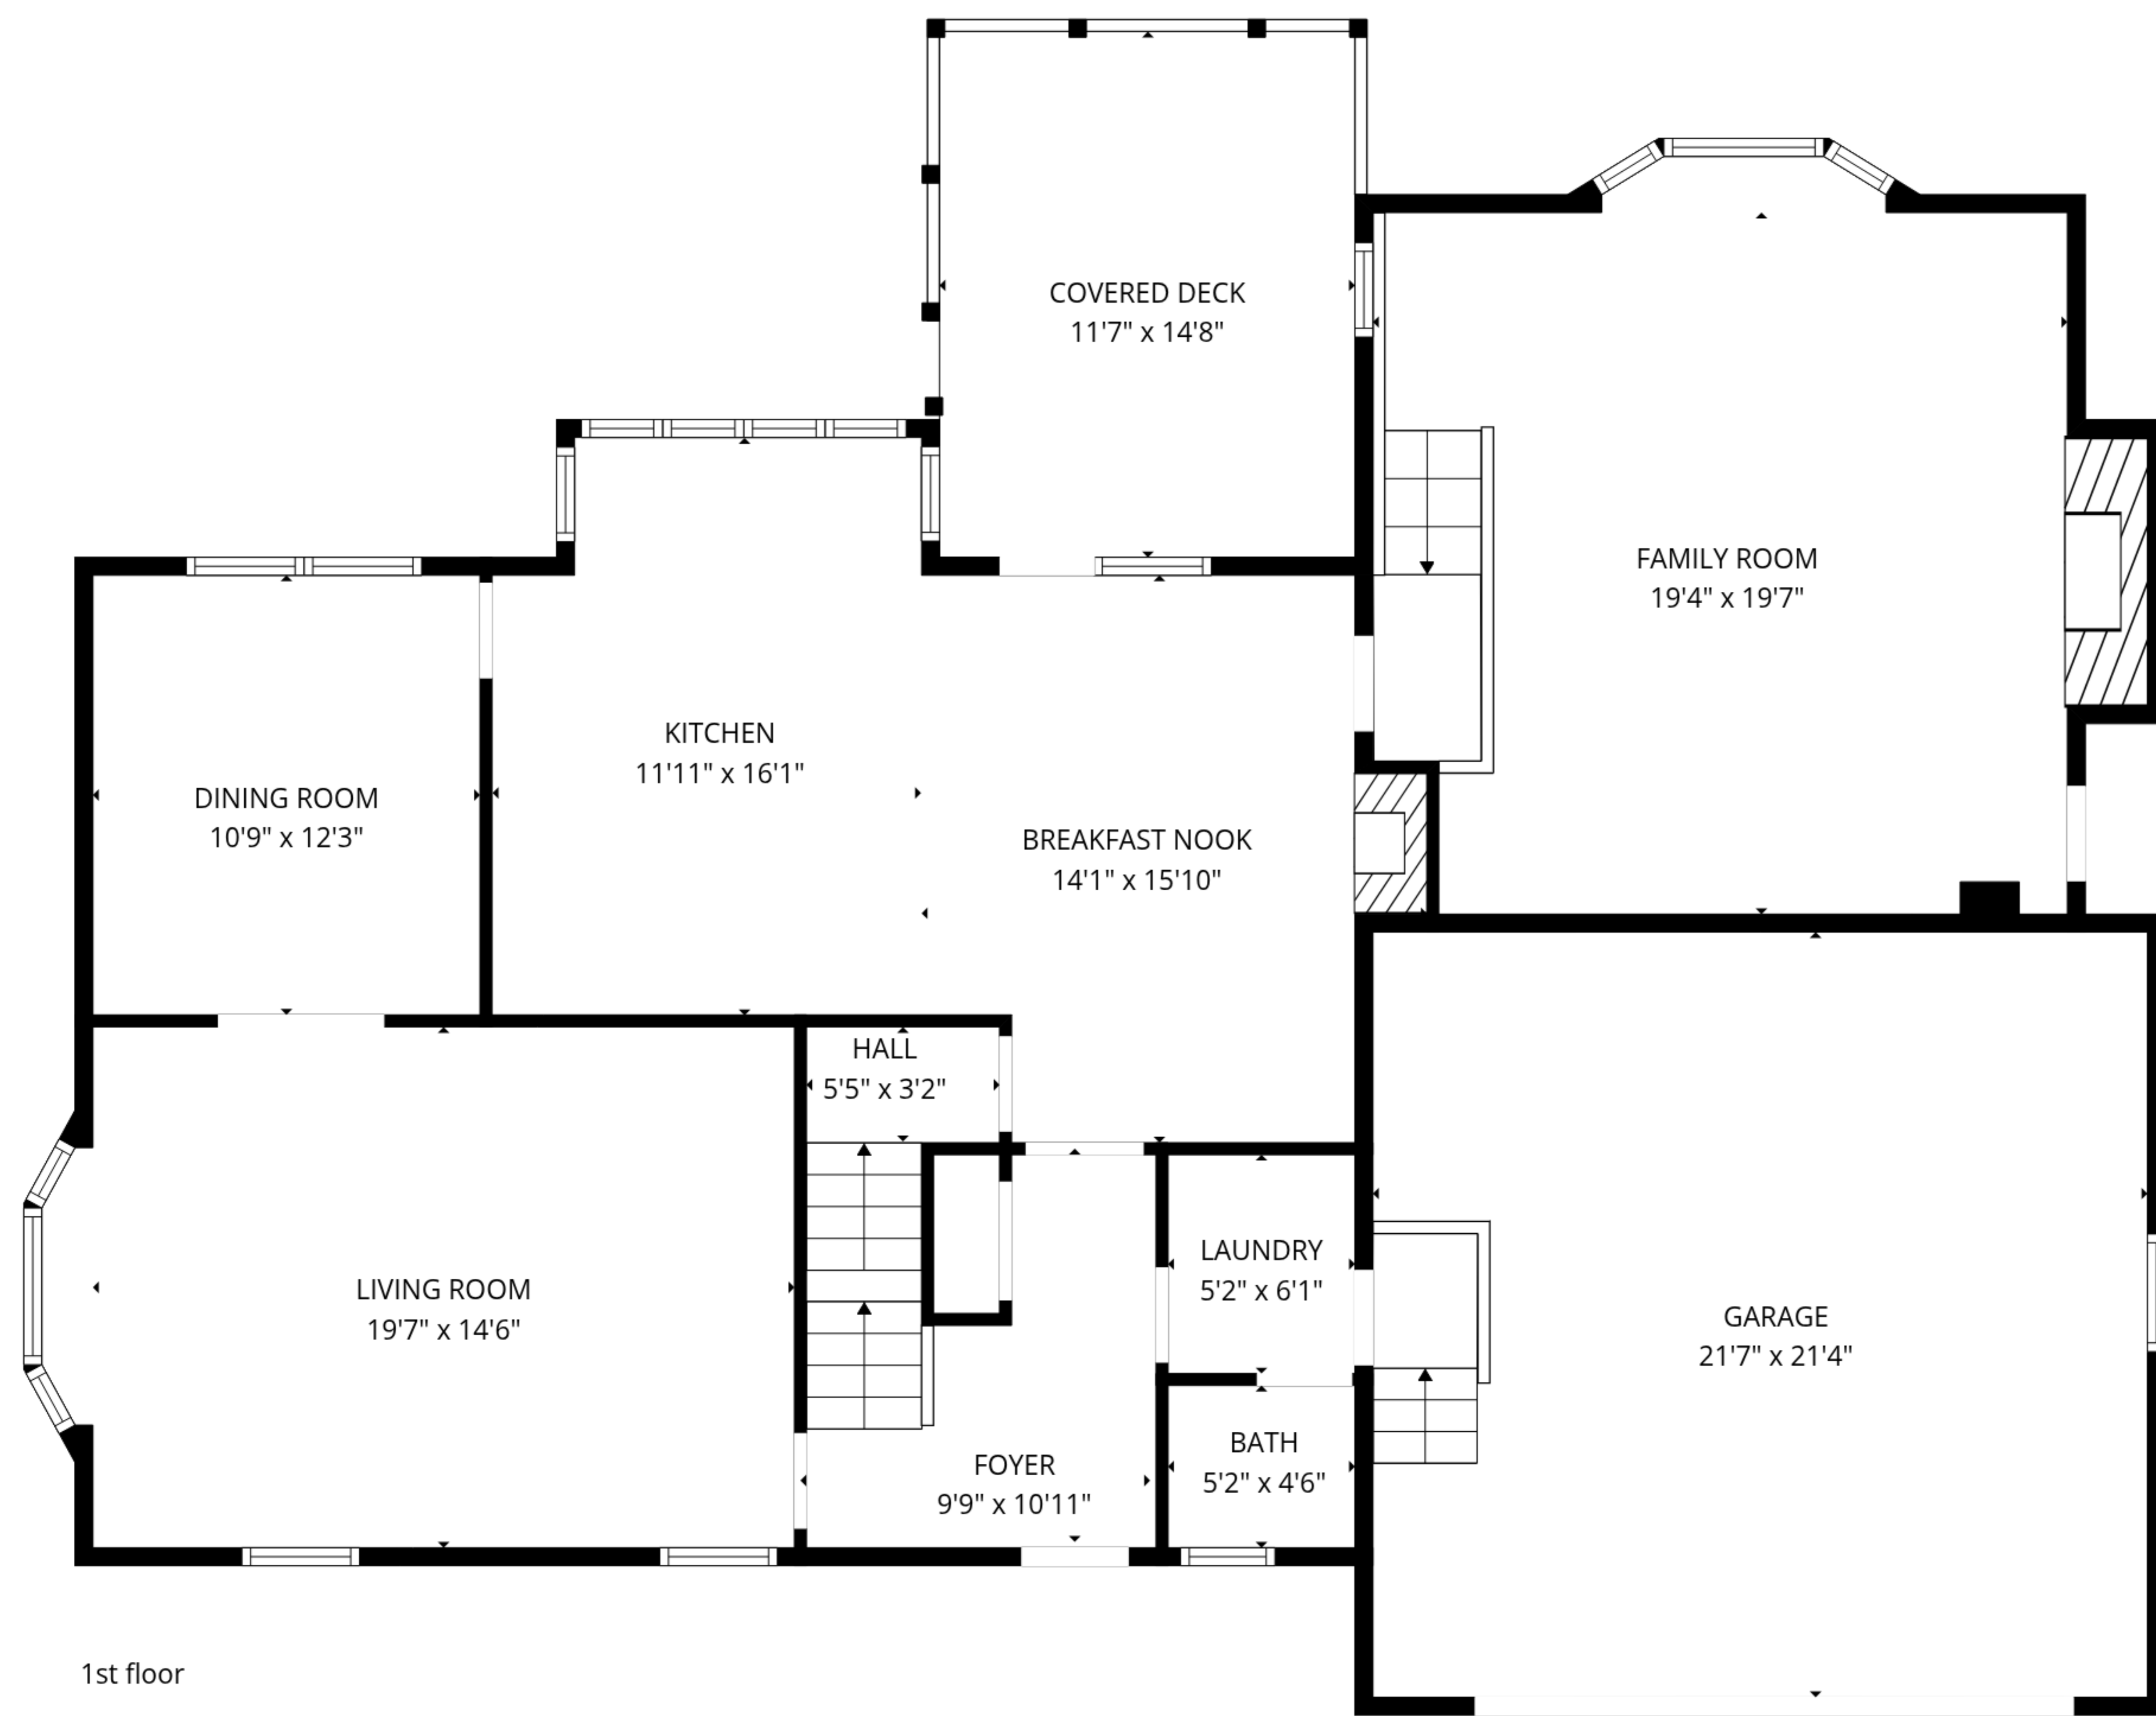 COVERED DECK
11'7" x 14'8"
FAMILY ROOM
19'4" x 19'7"
KITCHEN
11'11" x 16'1"
DINING ROOM
10'9" x 12'3"
BREAKFAST NOOK
14'1" x 15'10"
HALL
5'5" x 3'2"
LAUNDRY
5'2" x 6'1"
LIVING ROOM
19'7" x 14'6"
GARAGE
21'7" x 21'4"
BATH
5'2" x 4'6"
FOYER
9'9" x 10'11"
1st floor